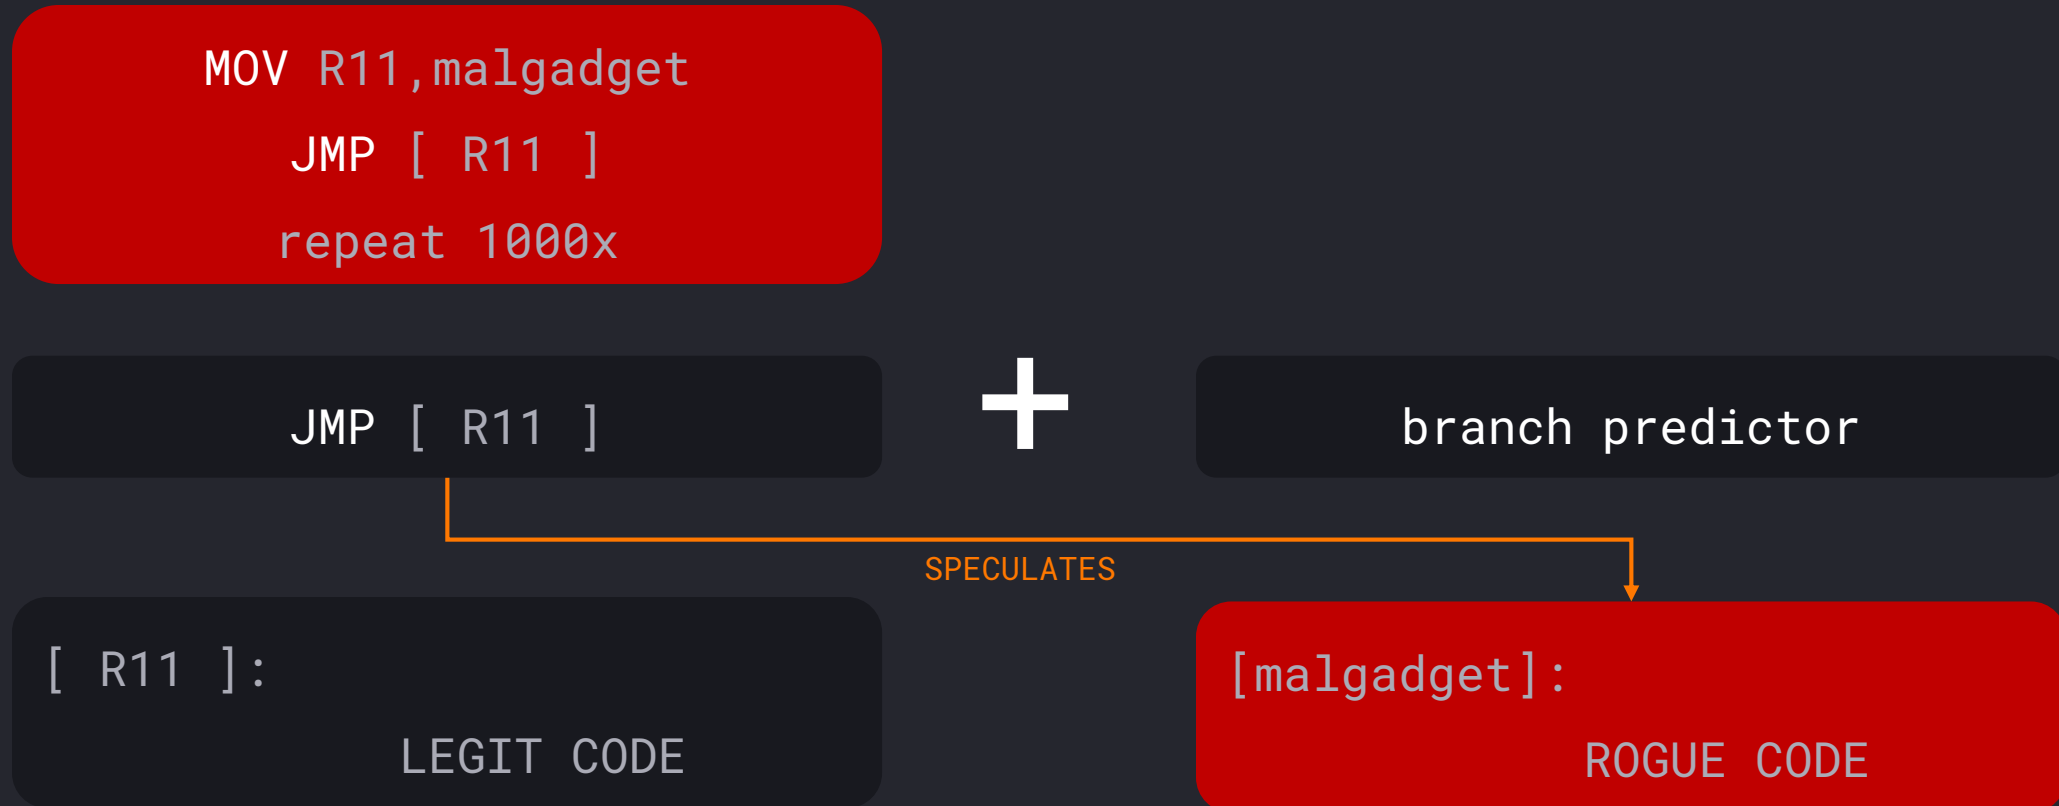 MOV R11,malgadget
JMP [ R11 ]
repeat 1000x
JMP [ R11 ]
+
branch predictor
SPECULATES
[ R11 ]:
LEGIT CODE
[malgadget]:
ROGUE CODE